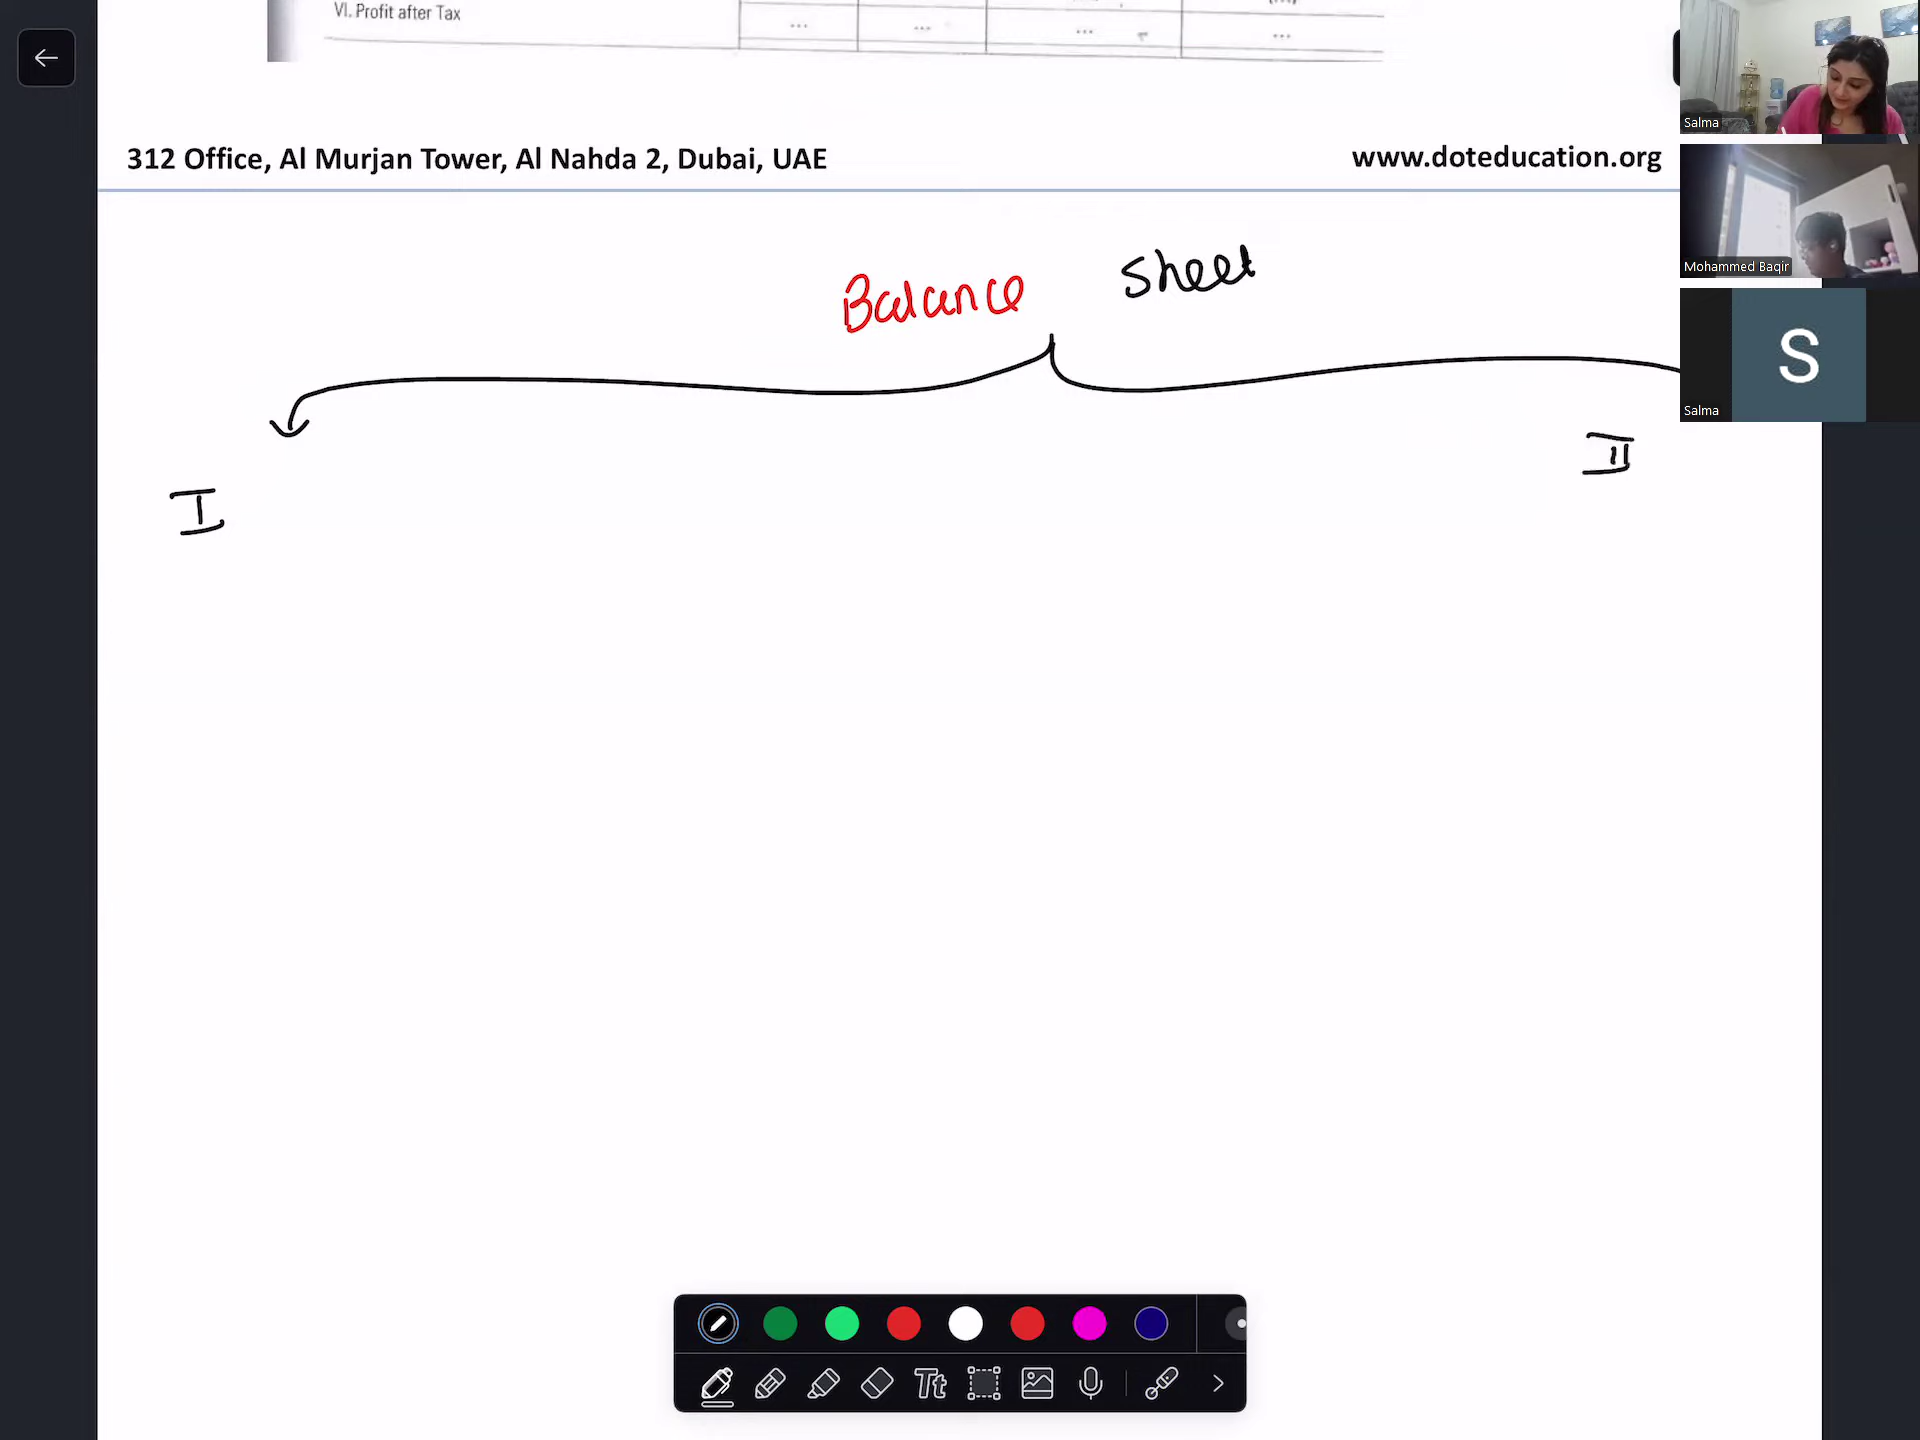 VI. Profit after Tax
... ... ... ...
312 Office, Al Murjan Tower, Al Nahda 2, Dubai, UAE www.doteducation.org
Salma
Mohammed Baqir
S
Salma
Balance Sheet
I II
Tt